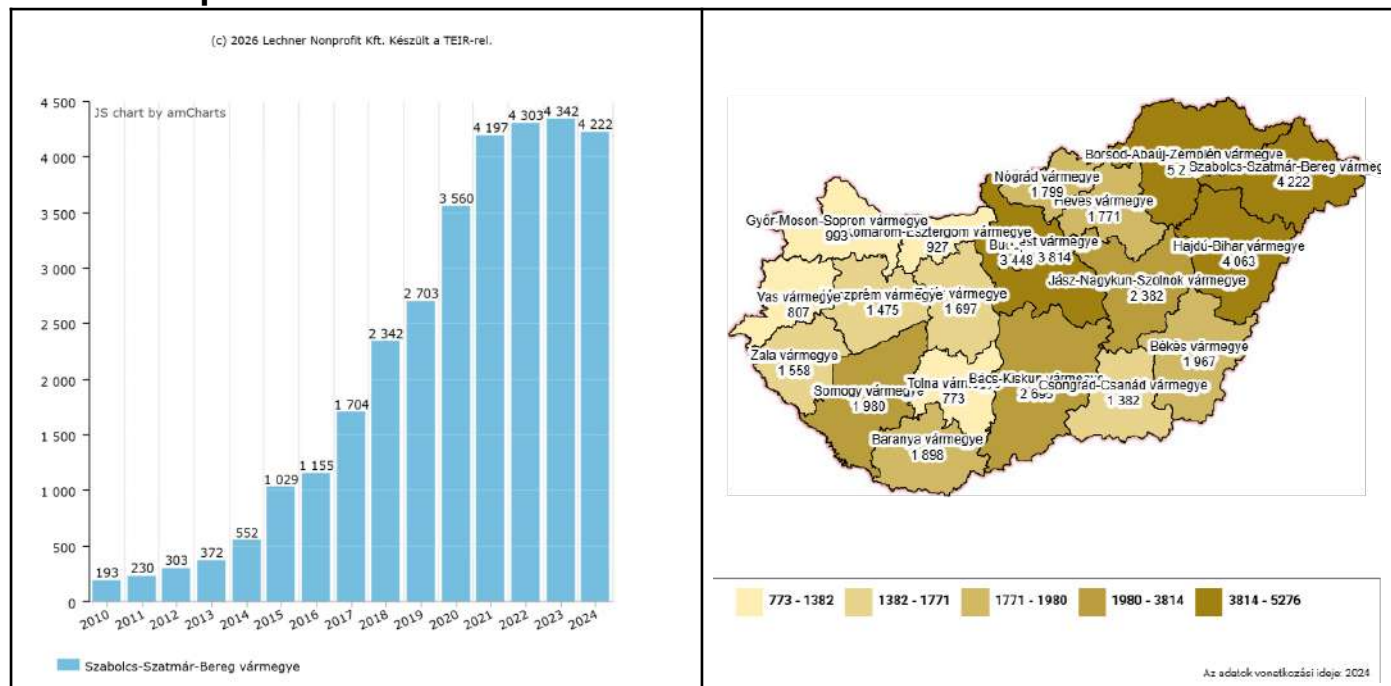 (c) 2026 Lechner Nonprofit Kft. Készült a TEIR-rel.
JS chart by amCharts
4 500
4 000
3 500
3 000
2 500
2 000
1 500
1 000
500
0
193
230
303
372
552
1 029
1 155
1 704
2 342
2 703
3 560
4 197
4 303
4 342
4 222
2010
2011
2012
2013
2014
2015
2016
2017
2018
2019
2020
2021
2022
2023
2024
Szabolcs-Szatmár-Bereg vármegye
Borsod-Abaúj-Zemplén vármegye
Szabolcs-Szatmár-Bereg
4 222
Nógrád vármegye
1 799
Heves vármegye
1 771
Győr-Moson-Sopron vármegye
993
vármegye
927
vármegye
3 448
3 814
Hajdú-Bihar vármegye
4 063
Jász-Nagykun-Szolnok vármegye
2 382
Vas vármegye
807
vármegye
1 475
vármegye
1 697
Békés vármegye
1 967
Zala vármegye
1 558
Somogy vármegye
1 980
Tolna
773
Bács-Kiskun
Csongrád-Csanád vármegye
1 382
Baranya vármegye
1 898
773 - 1382
1382 - 1771
1771 - 1980
1980 - 3814
3814 - 5276
Az adatok vonatkozási ideje: 2024